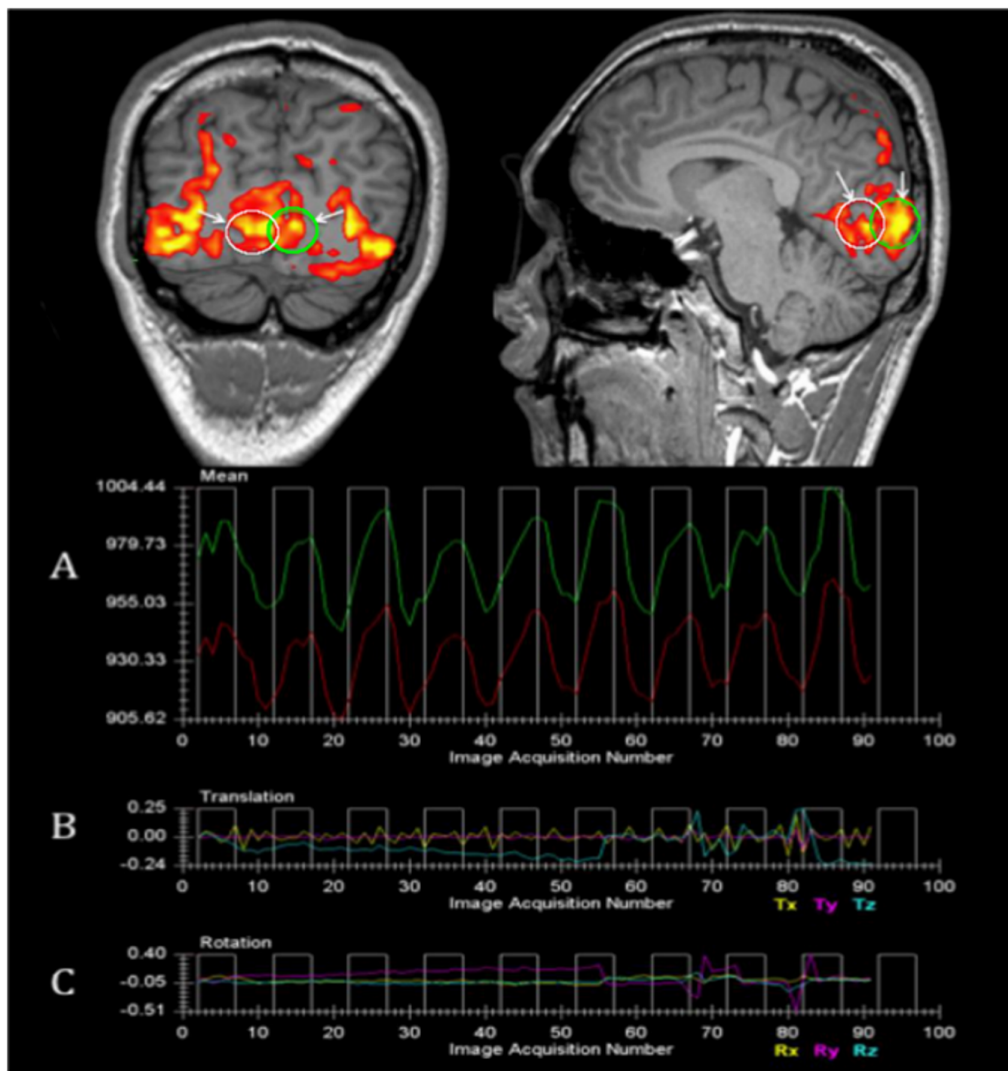 Mean
A
1004.44
979.73
955.03
930.33
905.62
0 10 20 30 40 50 60 70 80 90 100
Image Acquisition Number
B
Translation
0.25
0.00
-0.24
0 10 20 30 40 50 60 70 80 90 100
Image Acquisition Number
Tx Ty Tz
C
Rotation
0.40
-0.05
-0.51
0 10 20 30 40 50 60 70 80 90 100
Image Acquisition Number
Rx Ry Rz